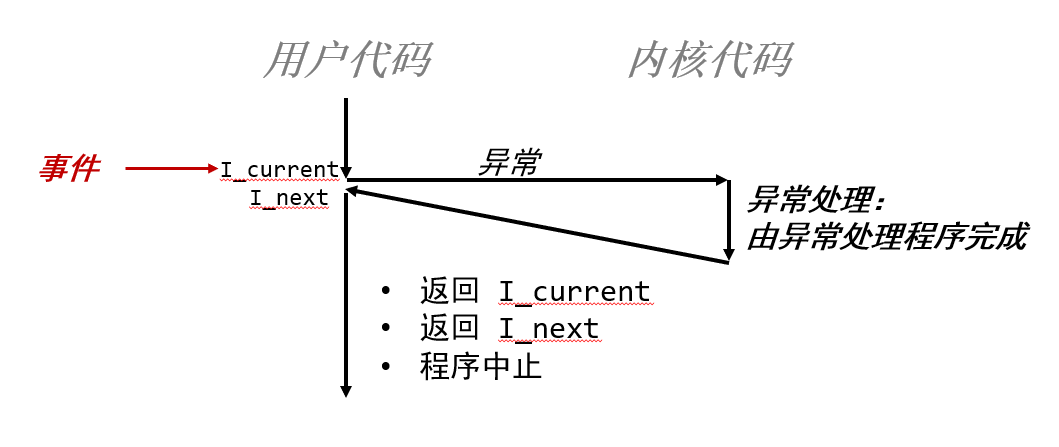 用户代码 内核代码
事件
I_current
I_next
异常
异常处理：
由异常处理程序完成
• 返回 I_current
• 返回 I_next
• 程序中止